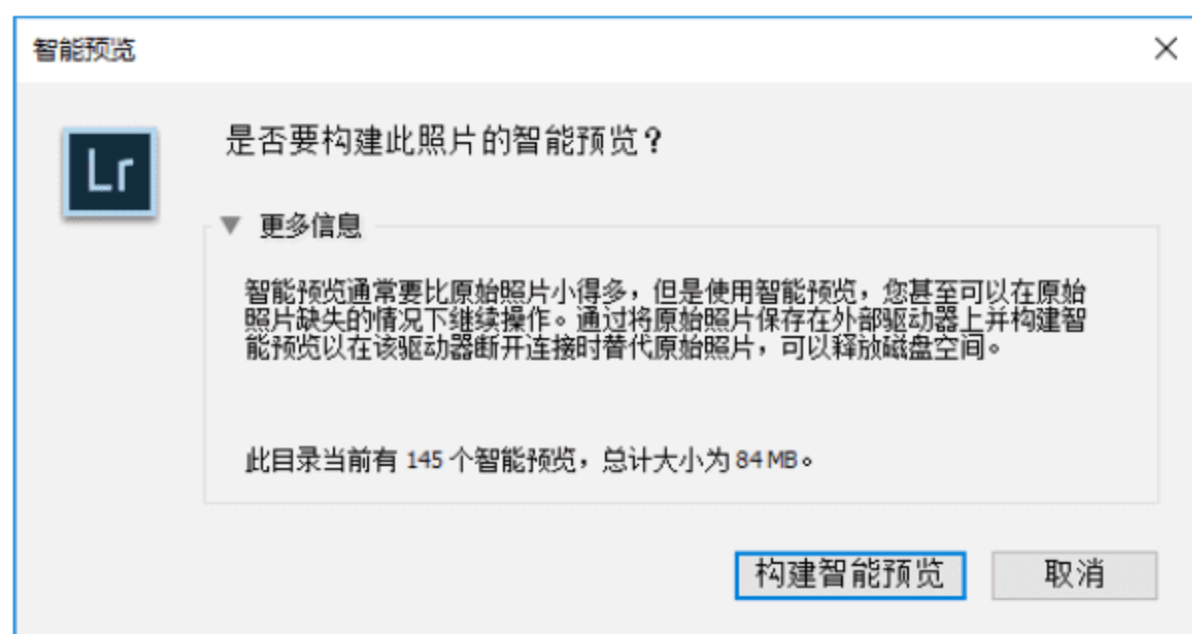 智能预览
Lr
是否要构建此照片的智能预览？
更多信息
智能预览通常要比原始照片小得多，但是使用智能预览，您甚至可以在原始
照片缺失的情况下继续操作。通过将原始照片保存在外部驱动器上并构建智
能预览以在该驱动器断开连接时替代原始照片，可以释放磁盘空间。
此目录当前有 145 个智能预览，总计大小为 84 MB。
构建智能预览 取消